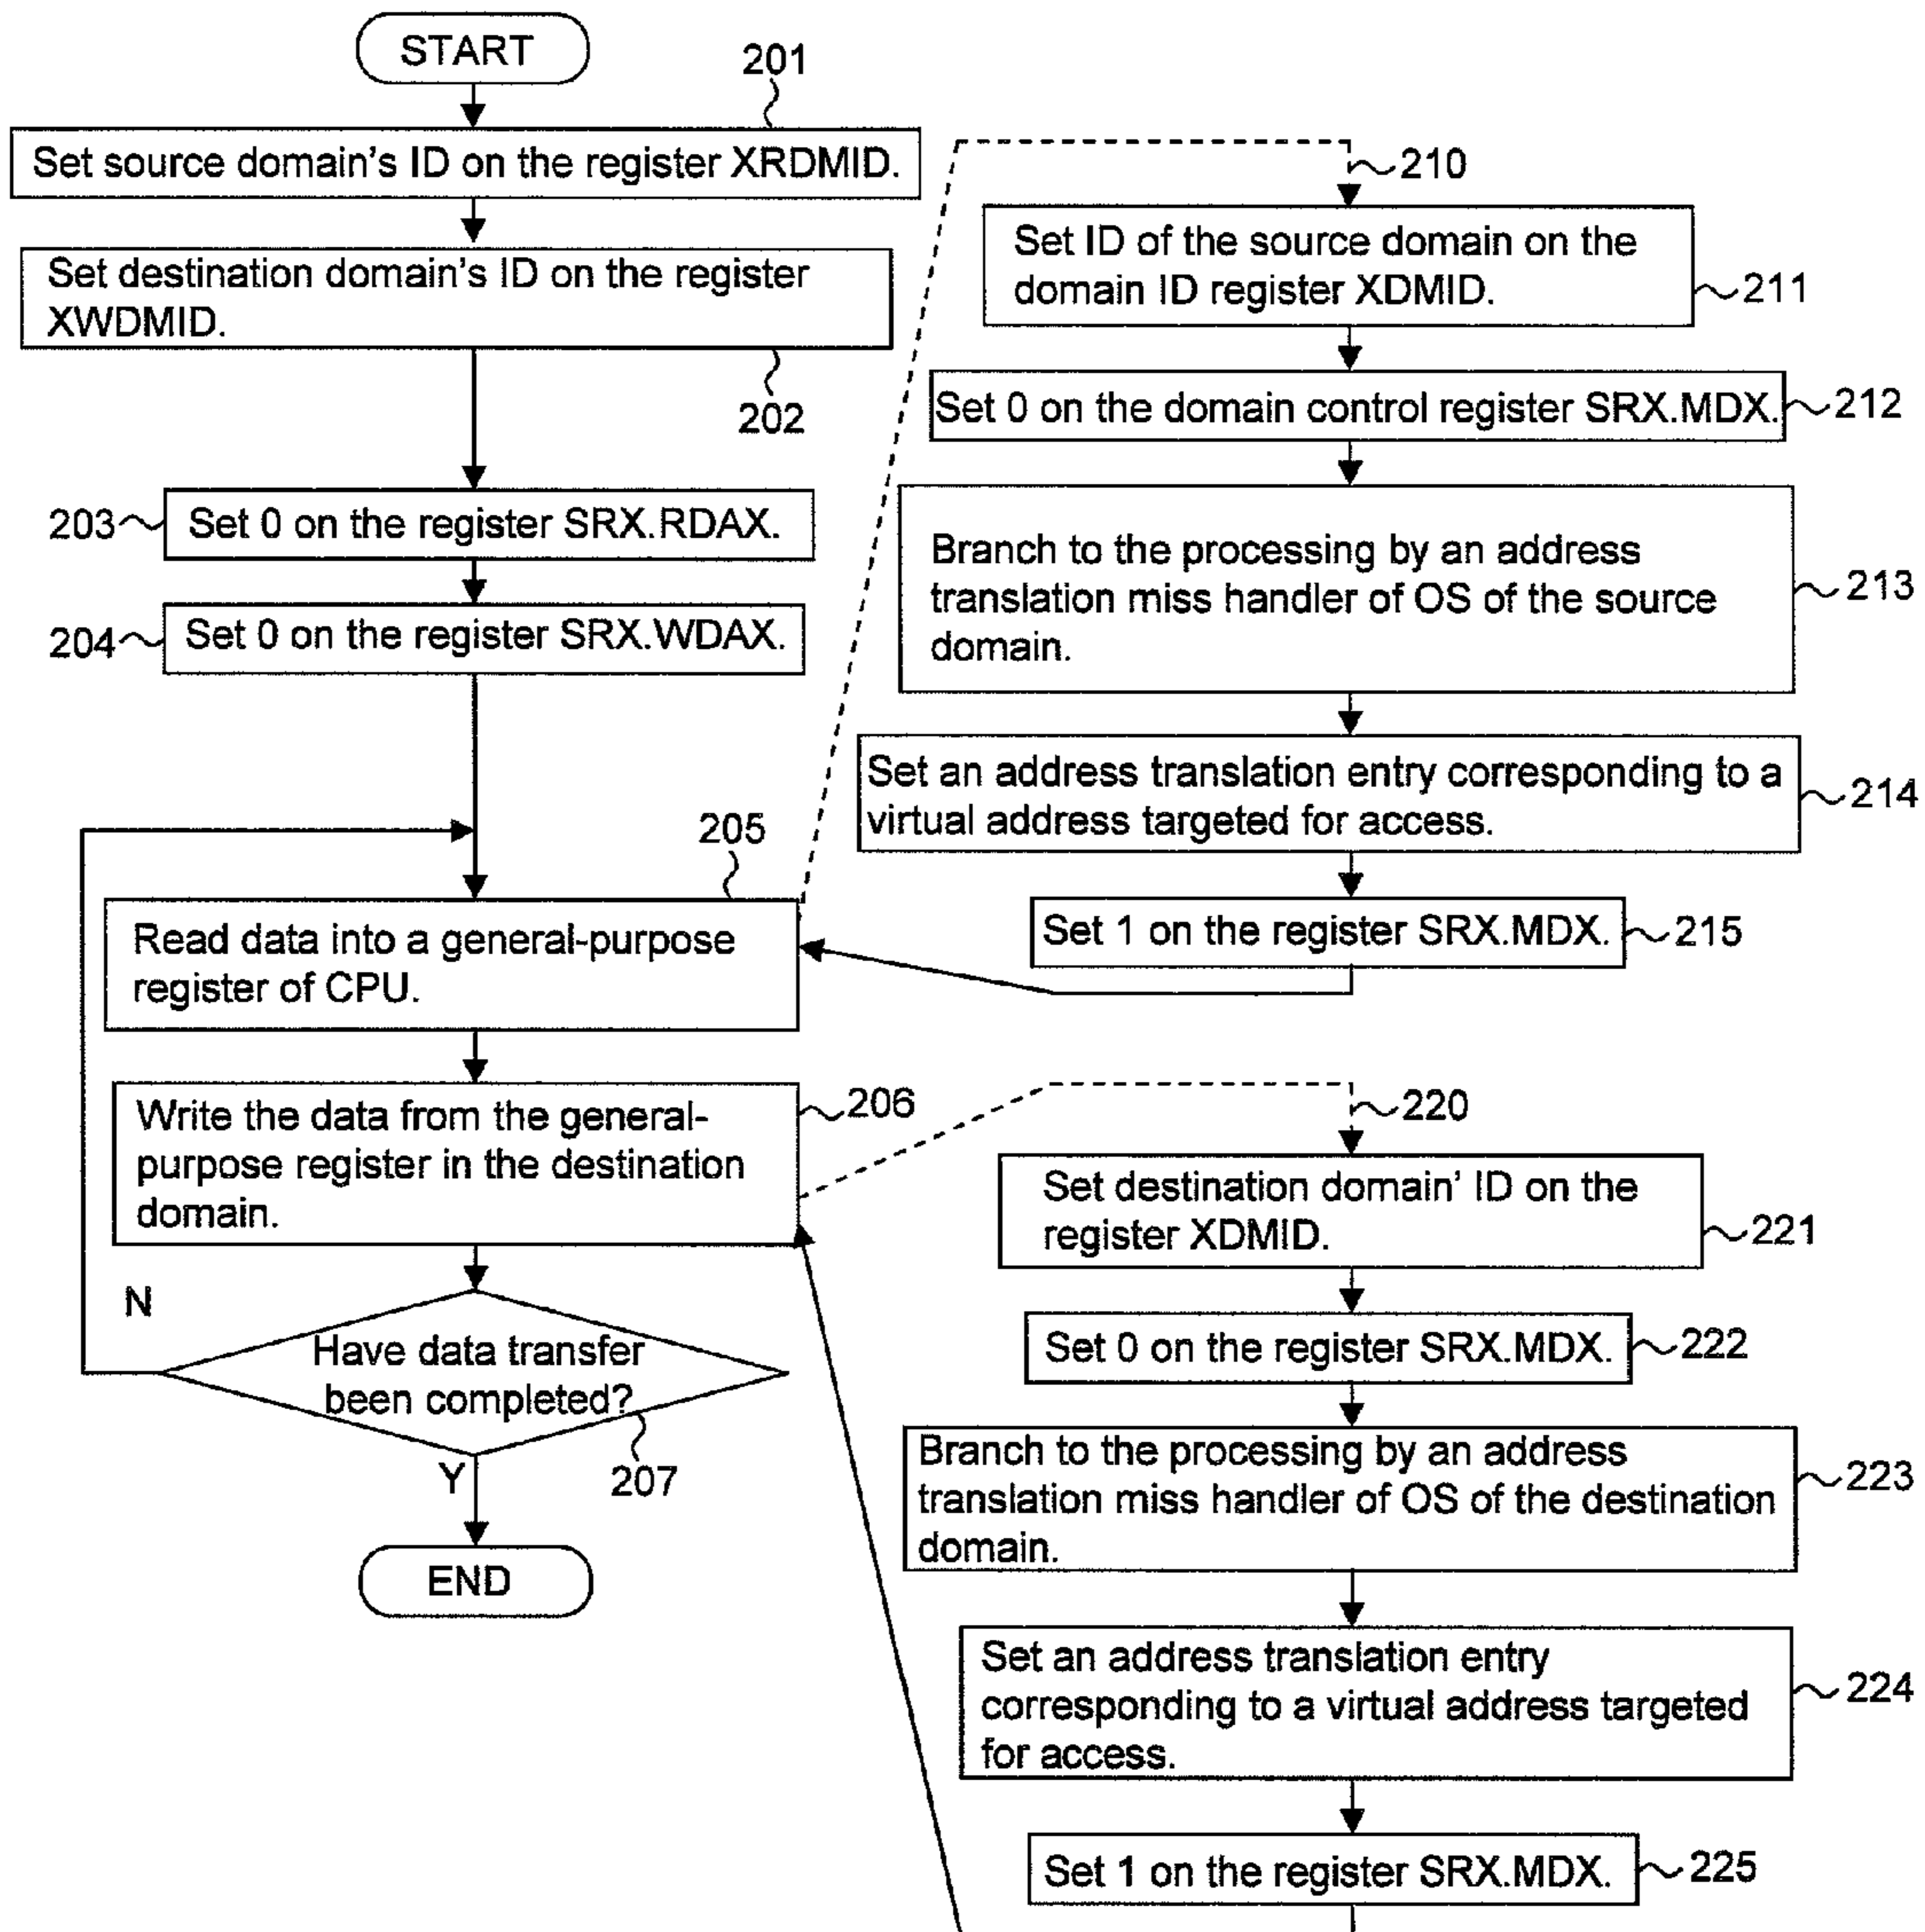 START
201
Set source domain's ID on the register XRDMID.
Set destination domain's ID on the register
XWDMID.
202
203
Set 0 on the register SRX.RDAX.
204
Set 0 on the register SRX.WDAX.
205
Read data into a general-purpose
register of CPU.
Write the data from the general-
purpose register in the destination
domain.
206
N
Have data transfer
been completed?
Y
207
END
210
Set ID of the source domain on the
domain ID register XDMID.
211
Set 0 on the domain control register SRX.MDX.
212
Branch to the processing by an address
translation miss handler of OS of the source
domain.
213
Set an address translation entry corresponding to a
virtual address targeted for access.
214
Set 1 on the register SRX.MDX.
215
220
Set destination domain' ID on the
register XDMID.
221
Set 0 on the register SRX.MDX.
222
Branch to the processing by an address
translation miss handler of OS of the destination
domain.
223
Set an address translation entry
corresponding to a virtual address targeted
for access.
224
Set 1 on the register SRX.MDX.
225